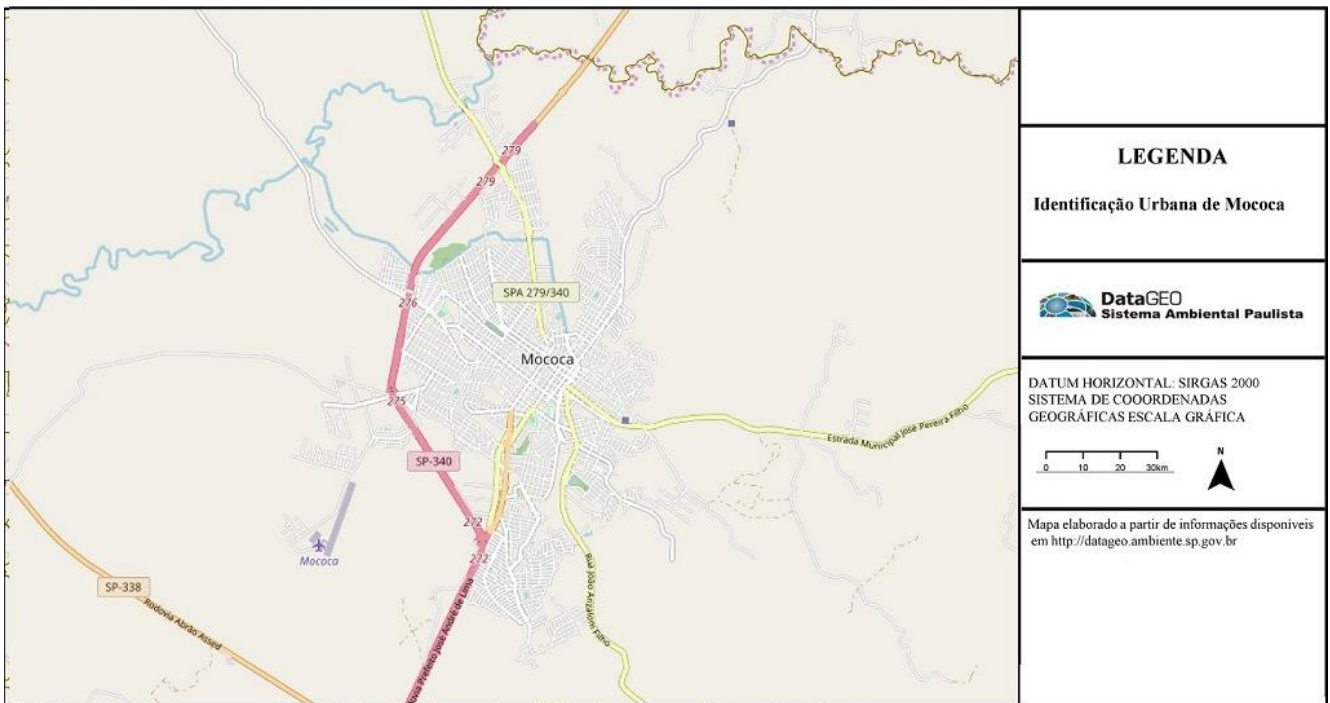 279
279
SPA 279/340
276
Mococa
275
Estrada Municipal José Pereira Filho
SP-340
272
272
Mococa
SP-338
Rodovia Abrão Assed
Rua João
Filho
ovia Prefeito José André de Lima
LEGENDA
Identificação Urbana de Mococa
DataGEO
Sistema Ambiental Paulista
DATUM HORIZONTAL: SIRGAS 2000
SISTEMA DE COOORDENADAS
GEOGRÁFICAS ESCALA GRÁFICA
0 10 20 30km
N
Mapa elaborado a partir de informações disponiveis
em http://datageo.ambiente.sp.gov.br